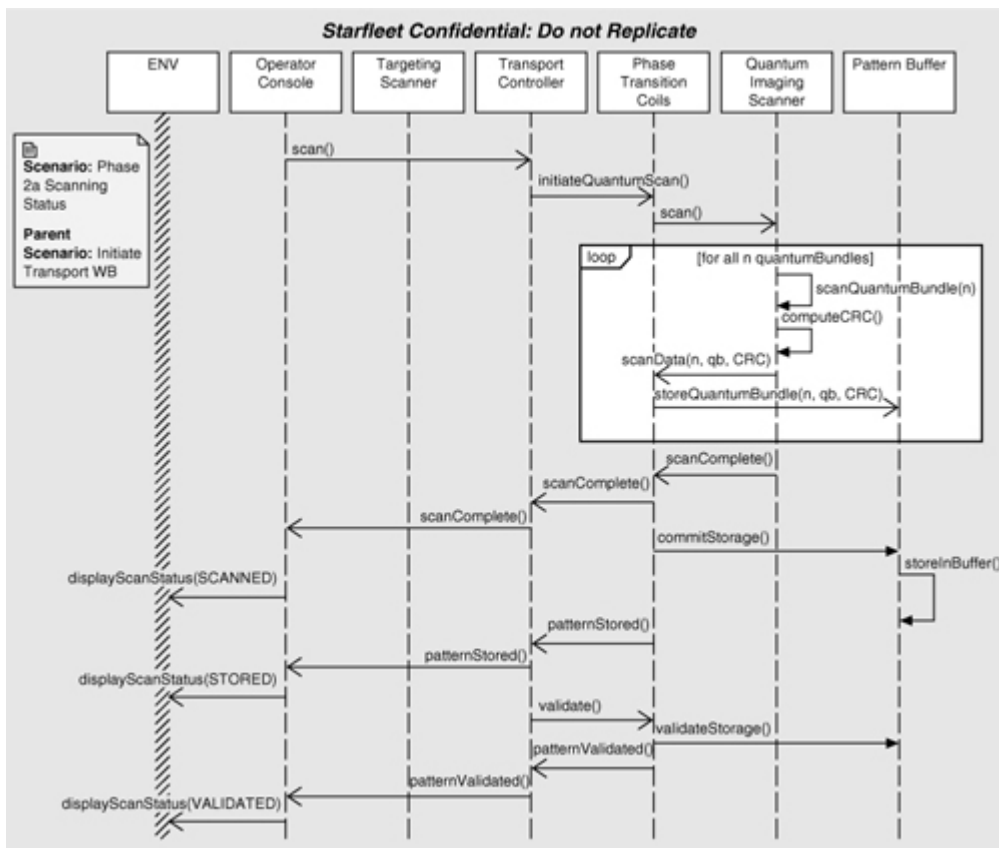 Starfleet Confidential: Do not Replicate
ENV
Operator
Console
Targeting
Scanner
Transport
Controller
Phase
Transition
Coils
Quantum
Imaging
Scanner
Pattern Buffer
Scenario: Phase
2a Scanning
Status
Parent
Scenario: Initiate
Transport WB
scan()
initiateQuantumScan()
scan()
loop
[for all n quantumBundles]
scanQuantumBundle(n)
computeCRC()
scanData(n, qb, CRC)
storeQuantumBundle(n, qb, CRC)
scanComplete()
scanComplete()
scanComplete()
commitStorage()
storeInBuffer()
displayScanStatus(SCANNED)
patternStored()
patternStored()
displayScanStatus(STORED)
validate()
validateStorage()
patternValidated()
patternValidated()
displayScanStatus(VALIDATED)